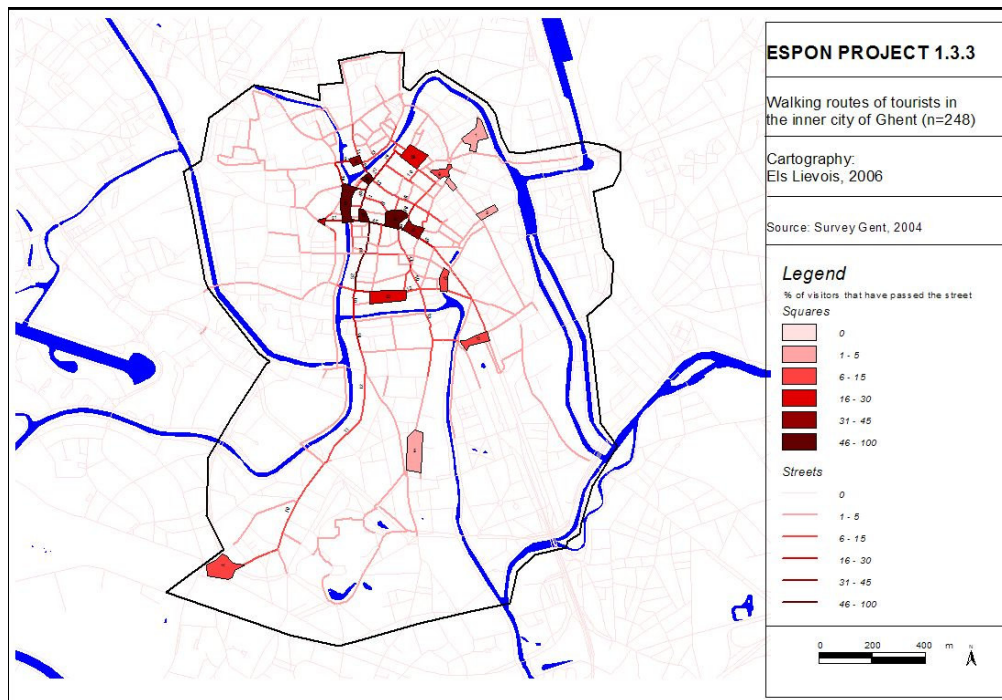 ESPON PROJECT 1.3.3
Walking routes of tourists in
the inner city of Ghent (n=248)
Cartography:
Els Lievois, 2006
Source: Survey Gent, 2004
Legend
% of visitors that have passed the street
Squares
0
1 - 5
6 - 15
16 - 30
31 - 45
46 - 100
Streets
0
1 - 5
6 - 15
16 - 30
31 - 45
46 - 100
0 200 400 m N